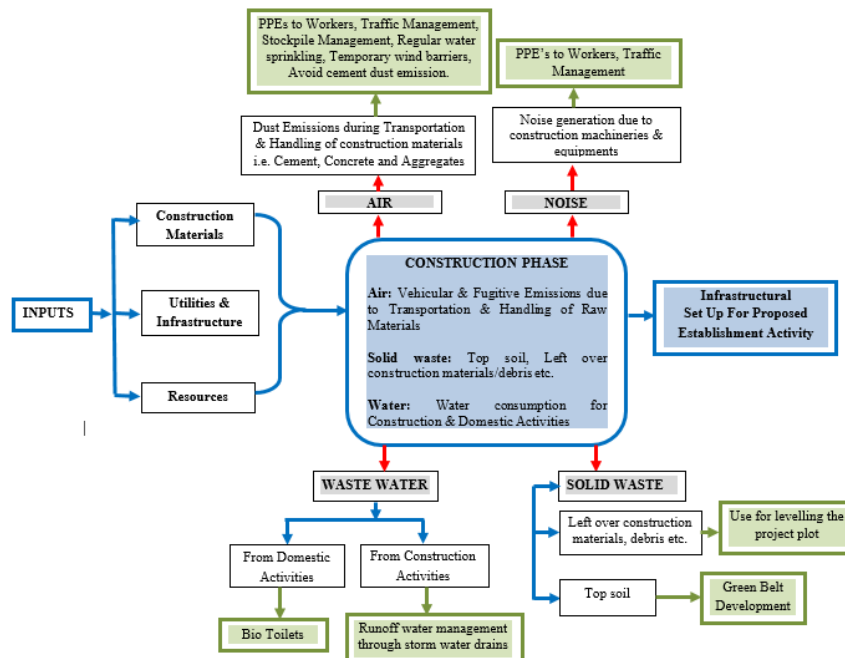 PPEs to Workers, Traffic Management,
Stockpile Management, Regular water
sprinkling, Temporary wind barriers,
Avoid cement dust emission.
PPE's to Workers, Traffic
Management
Dust Emissions during Transportation
& Handling of construction materials
i.e. Cement, Concrete and Aggregates
Noise generation due to
construction machineries &
equipments
AIR
NOISE
INPUTS
Construction
Materials
Utilities &
Infrastructure
Resources
CONSTRUCTION PHASE
Air: Vehicular & Fugitive Emissions due
to Transportation & Handling of Raw
Materials
Solid waste: Top soil, Left over
construction materials/debris etc.
Water: Water consumption for
Construction & Domestic Activities
Infrastructural
Set Up For Proposed
Establishment Activity
WASTE WATER
From Domestic
Activities
From Construction
Activities
Bio Toilets
Runoff water management
through storm water drains
SOLID WASTE
Left over construction
materials, debris etc.
Use for levelling the
project plot
Top soil
Green Belt
Development